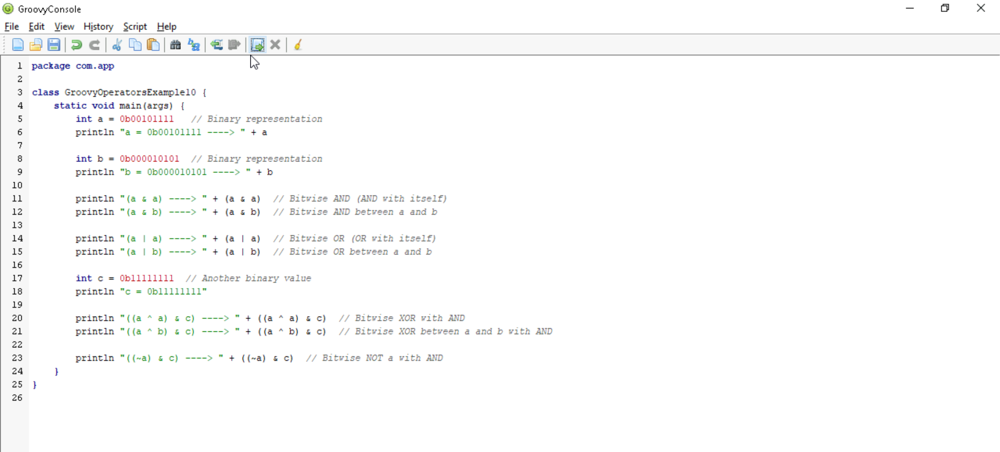 GroovyConsole
File Edit View History Script Help
1 package com.app
2
3 class GroovyOperatorsExample10 {
4     static void main(args) {
5         int a = 0b00101111   // Binary representation
6         println "a = 0b00101111 ----> " + a
7
8         int b = 0b000010101  // Binary representation
9         println "b = 0b000010101 ----> " + b
10
11         println "(a & a) ----> " + (a & a)  // Bitwise AND (AND with itself)
12         println "(a & b) ----> " + (a & b)  // Bitwise AND between a and b
13
14         println "(a | a) ----> " + (a | a)  // Bitwise OR (OR with itself)
15         println "(a | b) ----> " + (a | b)  // Bitwise OR between a and b
16
17         int c = 0b11111111  // Another binary value
18         println "c = 0b11111111"
19
20         println "((a ^ a) & c) ----> " + ((a ^ a) & c)  // Bitwise XOR with AND
21         println "((a ^ b) & c) ----> " + ((a ^ b) & c)  // Bitwise XOR between a and b with AND
22
23         println "((~a) & c) ----> " + ((~a) & c)  // Bitwise NOT a with AND
24     }
25 }
26